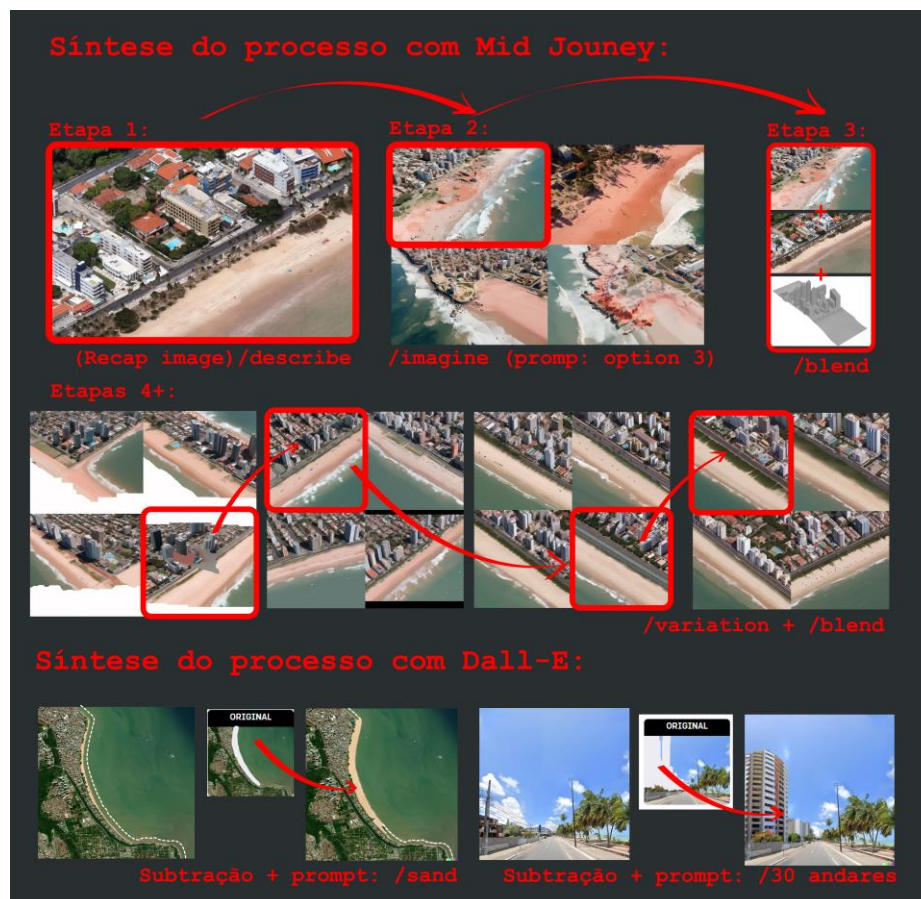 Síntese do processo com Mid Jouney:
Etapa 1:
Etapa 2:
Etapa 3:
(Recap image)/describe
/imagine (promp: option 3)
/blend
Etapas 4+:
/variation + /blend
Síntese do processo com Dall-E:
ORIGINAL
ORIGINAL
Subtração + prompt: /sand
Subtração + prompt: /30 andares